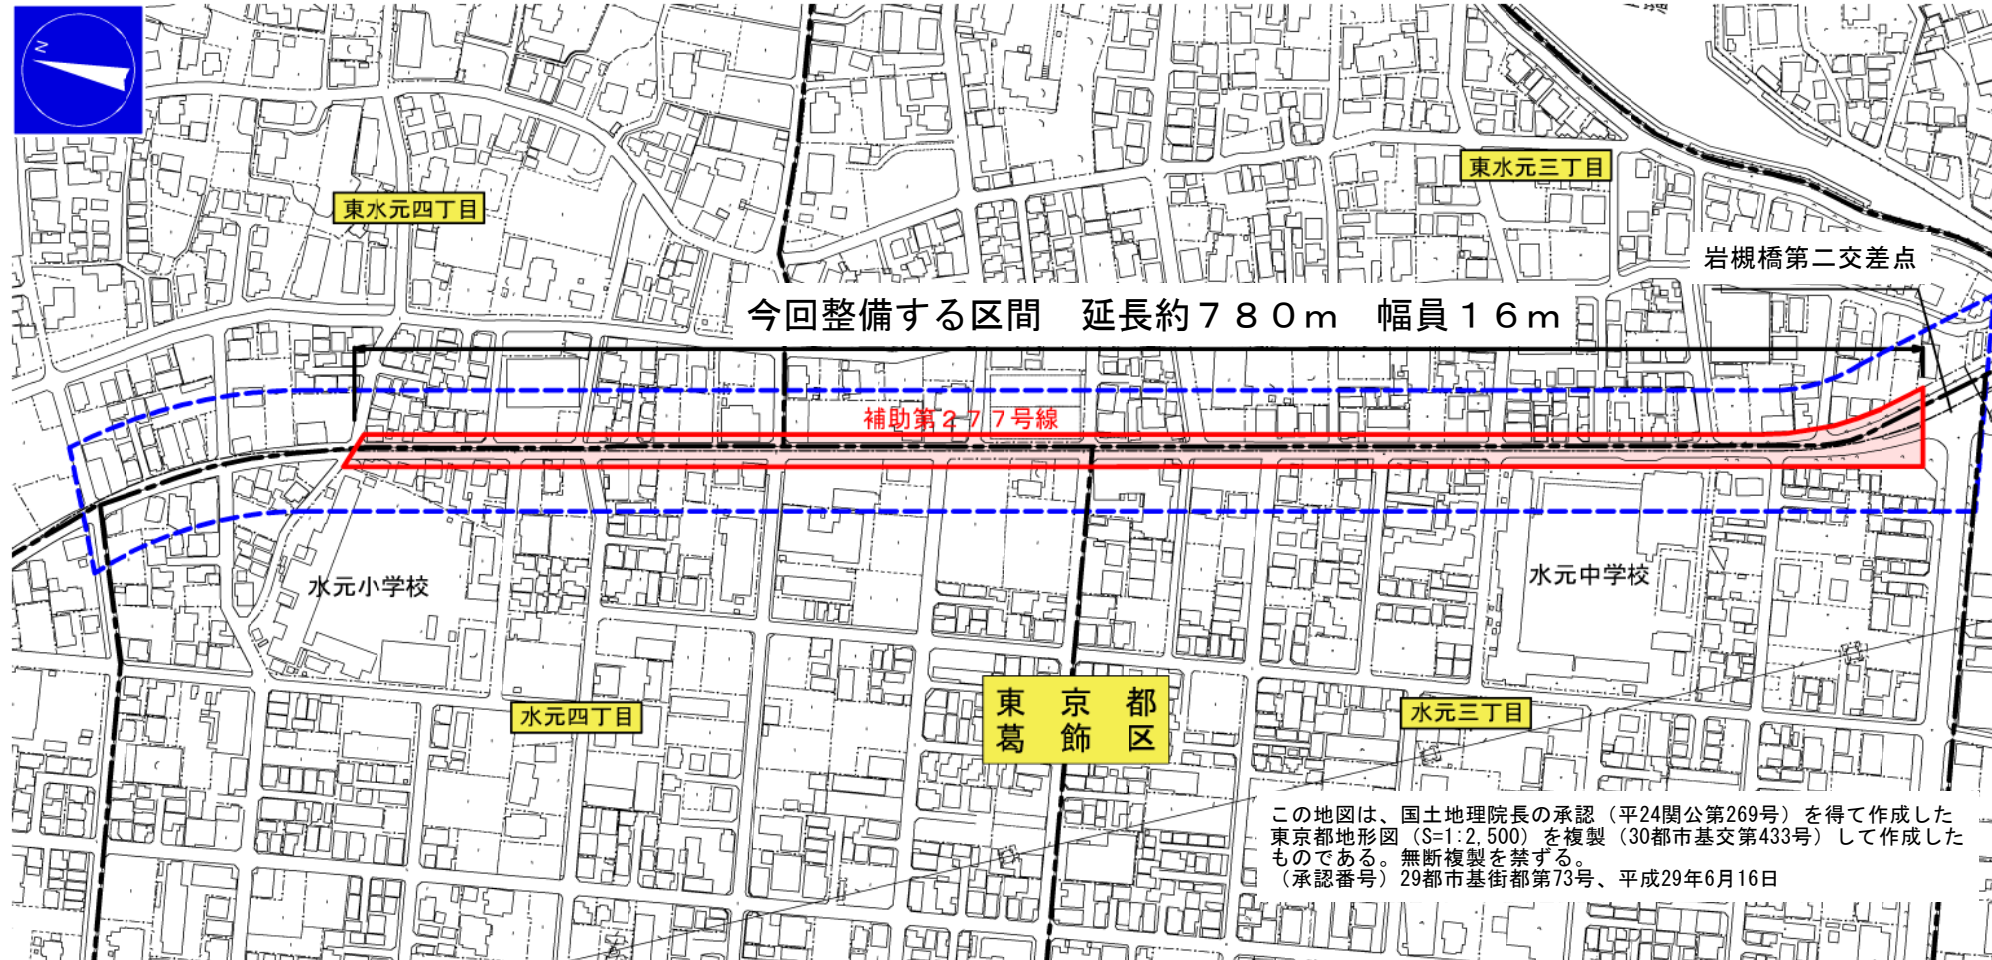 N
東水元三丁目
東水元四丁目
岩槻橋第二交差点
今回整備する区間　延長約７８０ｍ　幅員１６ｍ
補助第２７７号線
水元小学校
水元中学校
水元四丁目
東京都
葛飾区
水元三丁目
この地図は、国土地理院長の承認（平24関公第269号）を得て作成した
東京都地形図（S=1:2,500）を複製（30都市基交第433号）して作成した
ものである。無断複製を禁ずる。
（承認番号）29都市基街都第73号、平成29年6月16日